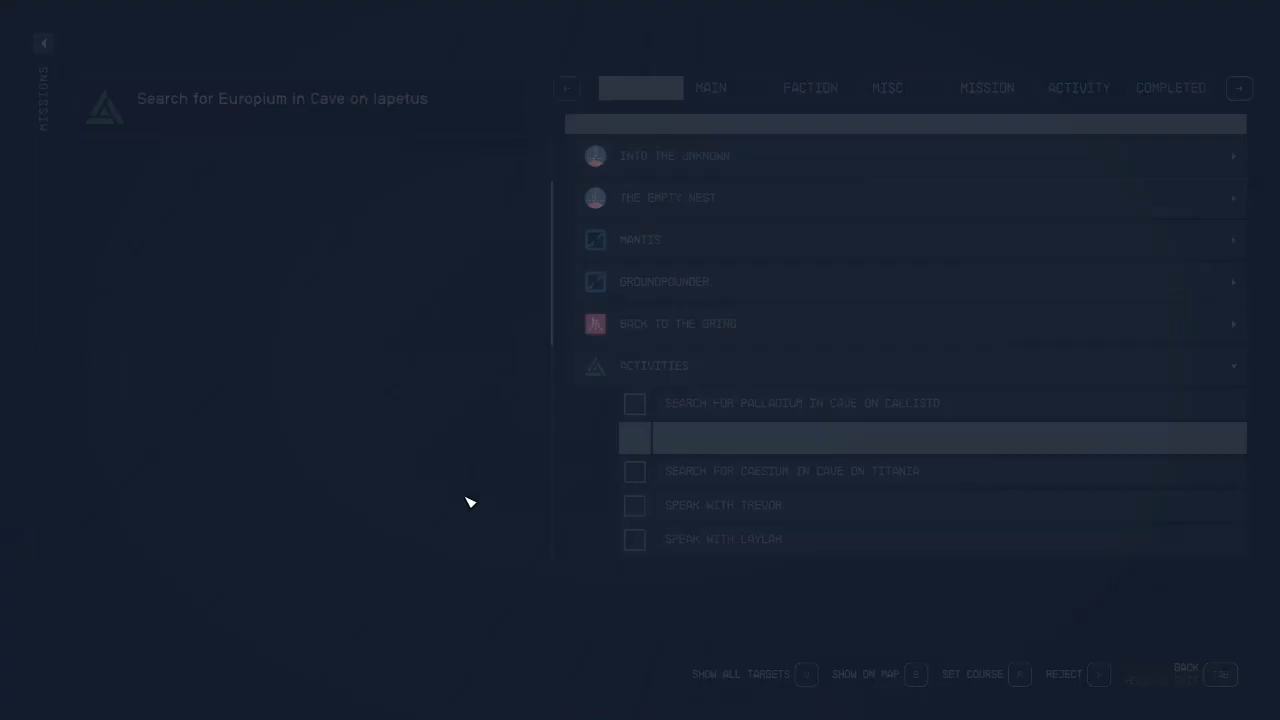 MISSIONS
Search for Europium in Cave on Iapetus
MAIN FACTION MISC MISSION ACTIVITY COMPLETED
INTO THE UNKNOWN
THE EMPTY NEST
MANTIS
GROUNDPOUNDER
BACK TO THE GRIND
ACTIVITIES
SEARCH FOR PALLADIUM IN CAVE ON CALLISTO
SEARCH FOR CAESIUM IN CAVE ON TITANIA
SPEAK WITH TREVOR
SPEAK WITH LAYLAH
SHOW ALL TARGETS SHOW ON MAP SET COURSE R REJECT X BACK TAB